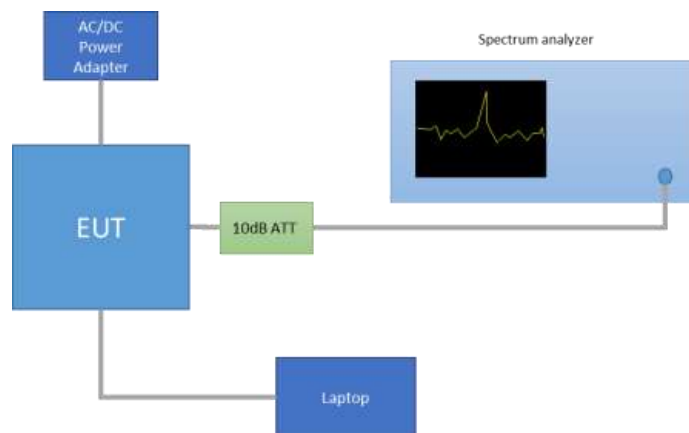 AC/DC
Power
Adapter
Spectrum analyzer
EUT
10dB ATT
Laptop